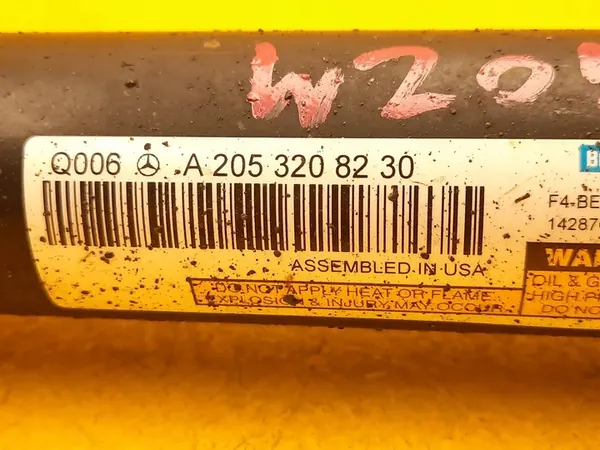 W20
Q006 A 205 320 82 30
B
F4-BE
14287
ASSEMBLED IN USA
WAR
DO NOT APPLY HEAT OR FLAME
EXPLOSION & INJURY MAY OCCUR
OIL & G
HIGH P
DO NO